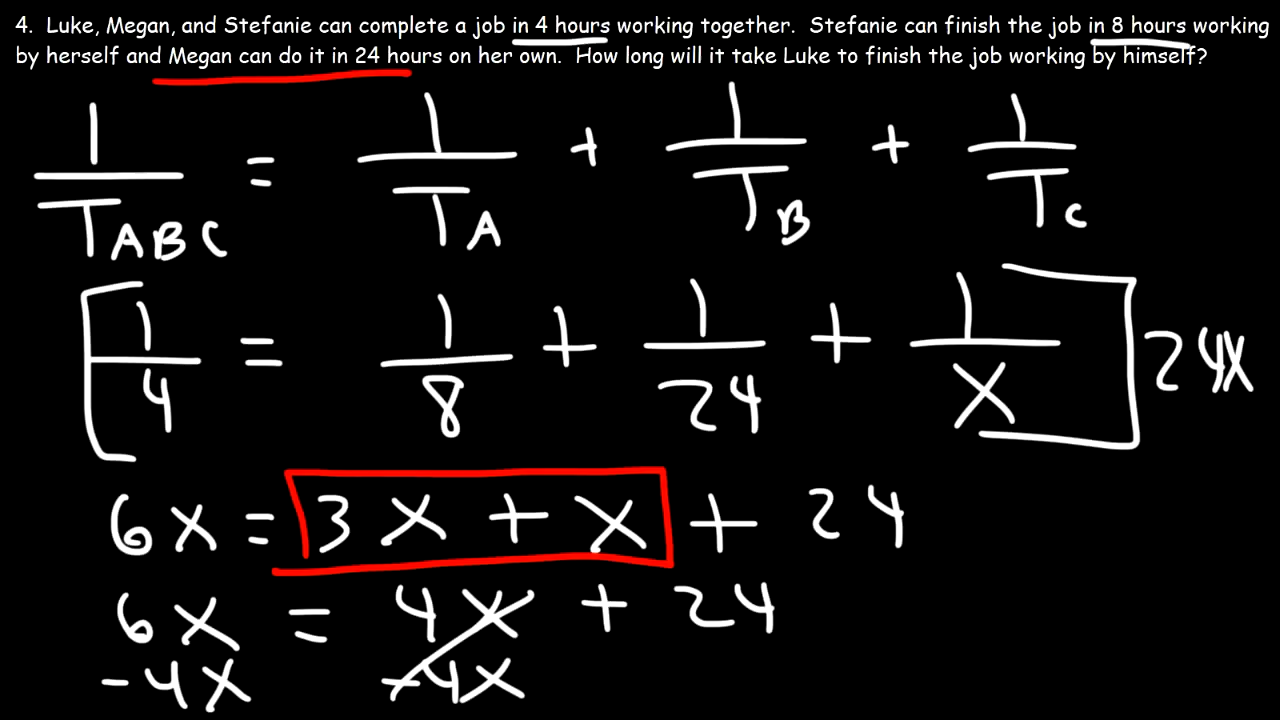 4. Luke, Megan, and Stefanie can complete a job in 4 hours working together. Stefanie can finish the job in 8 hours working
by herself and Megan can do it in 24 hours on her own. How long will it take Luke to finish the job working by himself?
1/T_ABC = 1/T_A + 1/T_B + 1/T_C
[1/4 = 1/8 + 1/24 + 1/x] 24x
6x = 3x + x + 24
6x = 4x + 24
-4x -4x